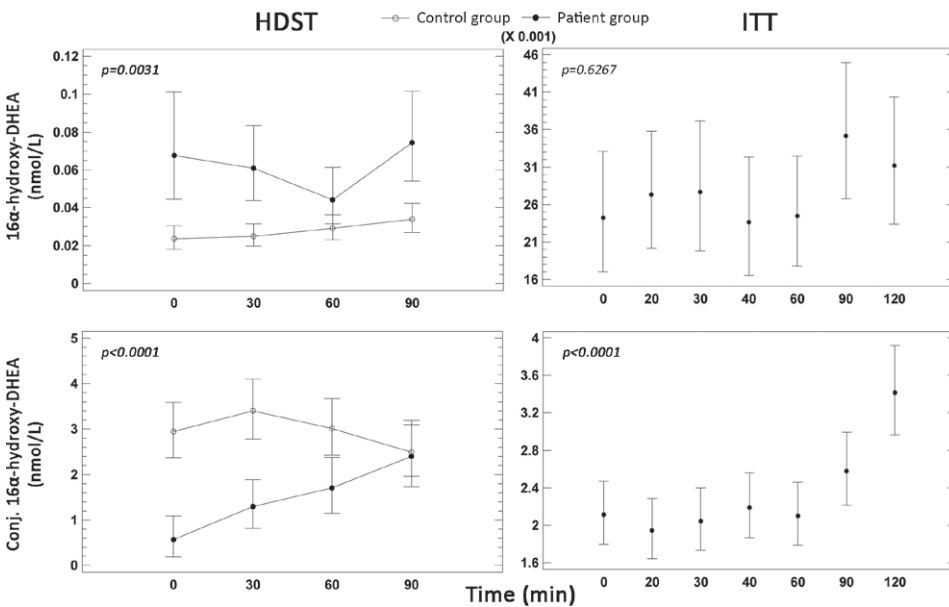 HDST
Control group
Patient group
ITT
(X 0.001)
16α-hydroxy-DHEA
(nmol/L)
p=0.0031
0.12
0.1
0.08
0.06
0.04
0.02
0
0 30 60 90
p=0.6267
46
41
36
31
26
21
16
0 20 30 40 60 90 120
Conj. 16α-hydroxy-DHEA
(nmol/L)
p<0.0001
5
4
3
2
1
0
0 30 60 90
p<0.0001
4
3.6
3.2
2.8
2.4
2
1.6
0 20 30 40 60 90 120
Time (min)